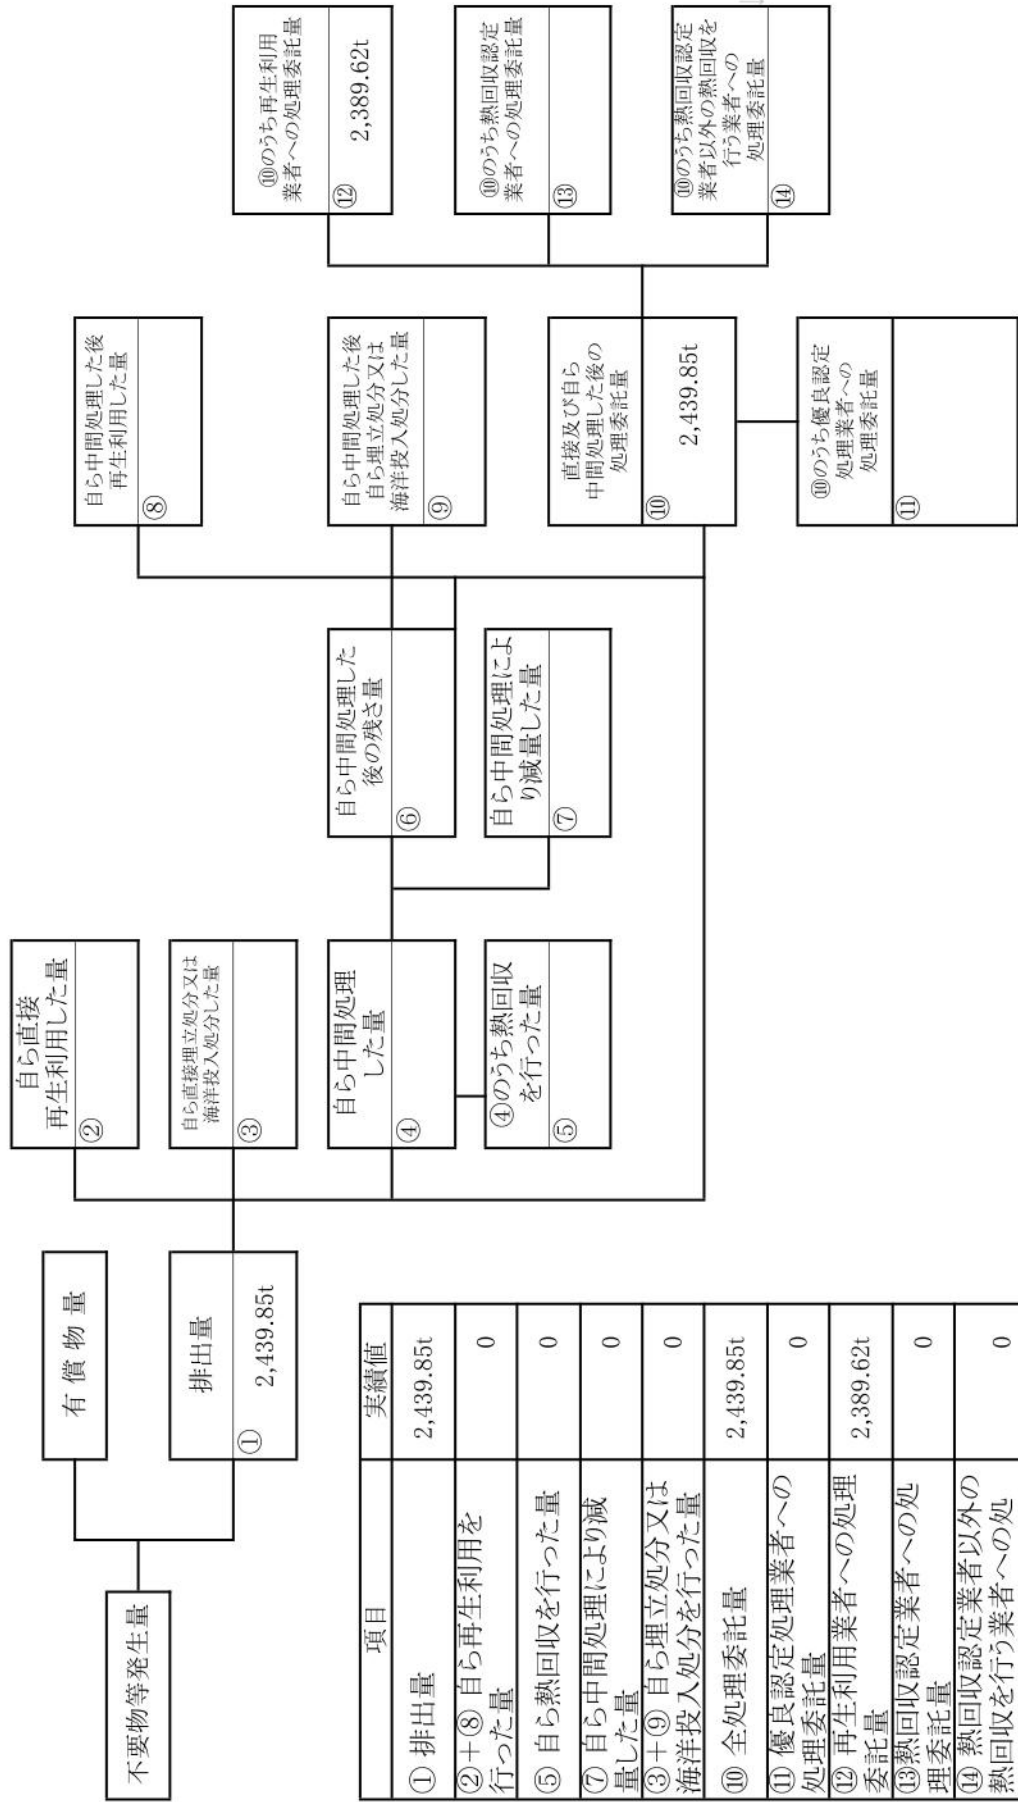 不要物等発生量
有 償 物 量
排出量
①
2,439.85t
自ら直接
再生利用した量
②
自ら直接埋立処分又は
海洋投入処分した量
③
自ら中間処理
した量
④
④のうち熱回収
を行った量
⑤
自ら中間処理した
後の残さ量
⑥
自ら中間処理によ
り減量した量
⑦
自ら中間処理した後
再生利用した量
⑧
自ら中間処理した後
自ら埋立処分又は
海洋投入処分した量
⑨
直接及び自ら
中間処理した後の
処理委託量
⑩
2,439.85t
⑩のうち優良認定
処理業者への
処理委託量
⑪
⑩のうち再生利用
業者への処理委託量
⑫
2,389.62t
⑩のうち熱回収認定
業者への処理委託量
⑬
⑩のうち熱回収認定
業者以外の熱回収を
行う業者への
処理委託量
⑭
項目 実績値
① 排出量 2,439.85t
②+⑧ 自ら再生利用を
行った量 0
⑤ 自ら熱回収を行った量 0
⑦ 自ら中間処理により減
量した量 0
③+⑨ 自ら埋立処分又は
海洋投入処分を行った量 0
⑩ 全処理委託量 2,439.85t
⑪ 優良認定処理業者への
処理委託量 0
⑫ 再生利用業者への処理
委託量 2,389.62t
⑬熱回収認定業者への処
理委託量 0
⑭ 熱回収認定業者以外の
熱回収を行う業者への処 0